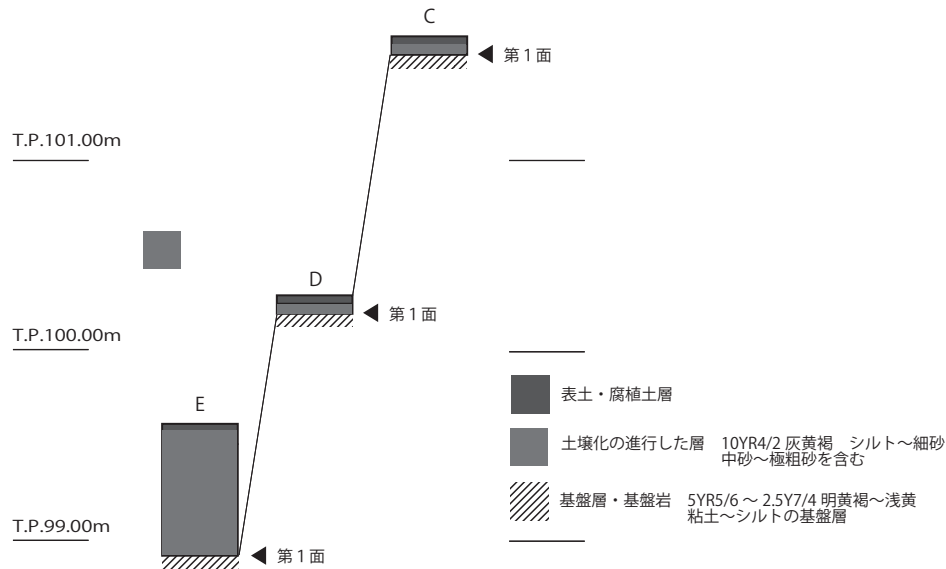 C
第1面
T.P.101.00m
D
第1面
T.P.100.00m
表土・腐植土層
E
土壌化の進行した層 10YR4/2 灰黄褐 シルト～細砂
中砂～極粗砂を含む
基盤層・基盤岩 5YR5/6 ～ 2.5Y7/4 明黄褐～浅黄
粘土～シルトの基盤層
T.P.99.00m
第1面